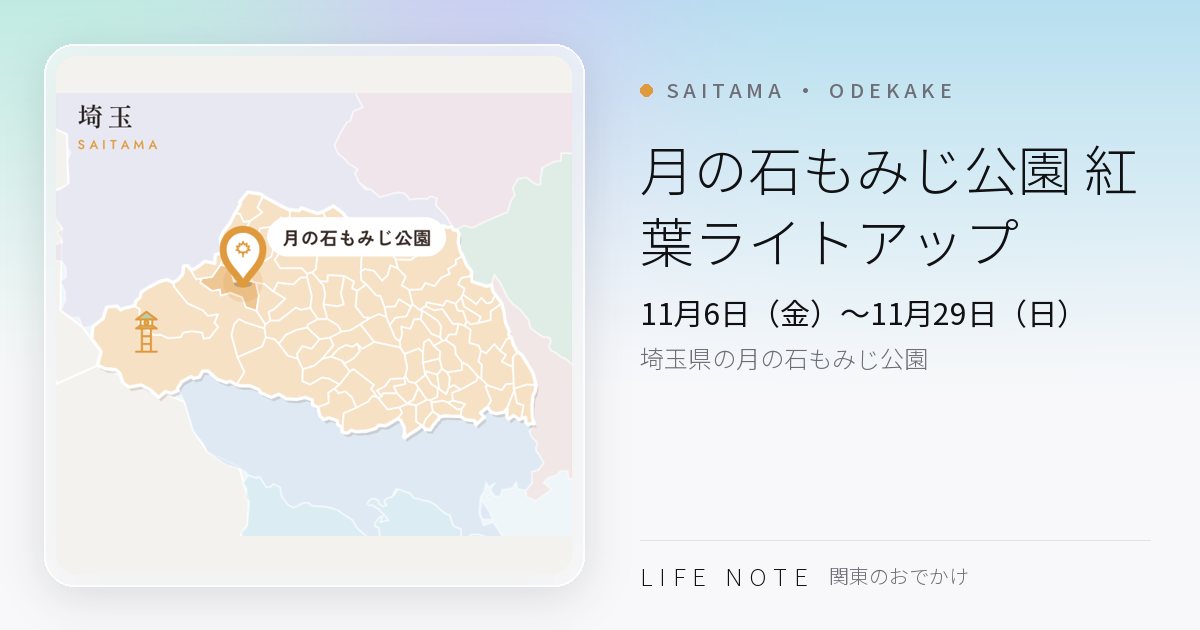 埼玉
SAITAMA
月の石もみじ公園
SAITAMA • ODEKAKE
月の石もみじ公園 紅
葉ライトアップ
11月6日（金）〜11月29日（日）
埼玉県の月の石もみじ公園
LIFE NOTE 関東のおでかけ